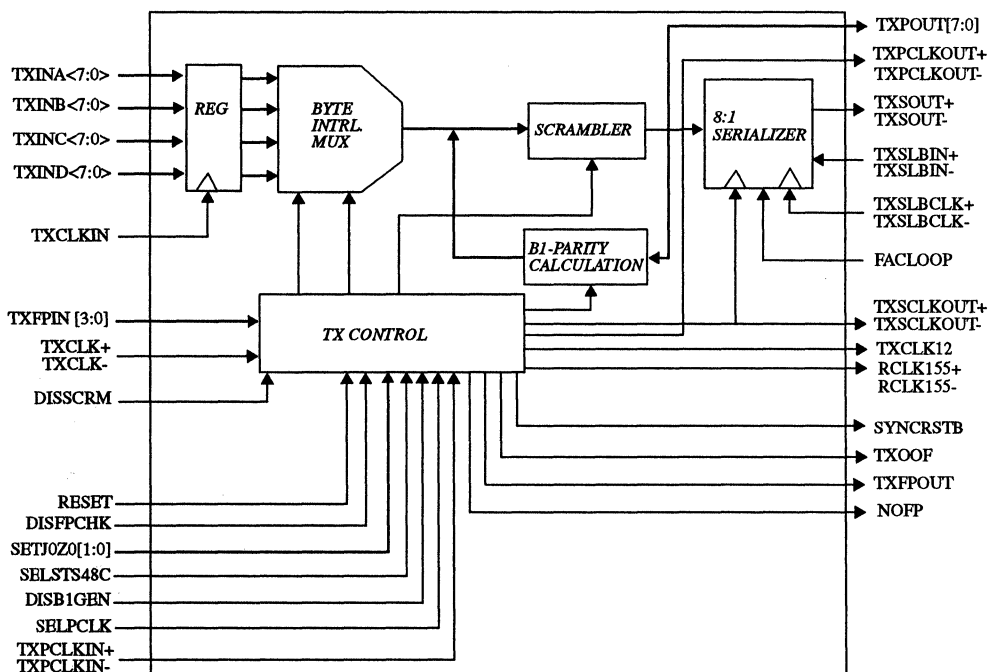 TXINA<7:0>
TXINB<7:0>
TXINC<7:0>
TXIND<7:0>
TXCLKIN
TXFPIN [3:0]
TXCLK+
TXCLK-
DISSCRM
RESET
DISFPCHK
SETJ0Z0[1:0]
SELSTS48C
DISB1GEN
SELPCLK
TXPCLKIN+
TXPCLKIN-
REG
BYTE
INTRL.
MUX
SCRAMBLER
8:1
SERIALIZER
B1-PARITY
CALCULATION
TX CONTROL
TXPOUT[7:0]
TXPCLKOUT+
TXPCLKOUT-
TXSOUT+
TXSOUT-
TXSLBIN+
TXSLBIN-
TXSLBCLK+
TXSLBCLK-
FACLOOP
TXSCLKOUT+
TXSCLKOUT-
TXCLK12
RCLK155+
RCLK155-
SYNCRSTB
TXOOF
TXFPOUT
NOFP